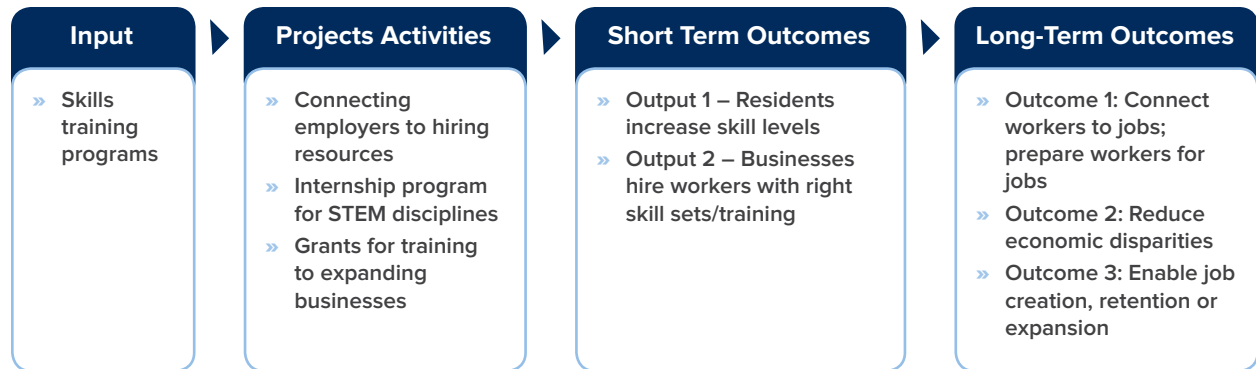 Input
» Skills
training
programs
Projects Activities
» Connecting
employers to hiring
resources
» Internship program
for STEM disciplines
» Grants for training
to expanding
businesses
Short Term Outcomes
» Output 1 – Residents
increase skill levels
» Output 2 – Businesses
hire workers with right
skill sets/training
Long-Term Outcomes
» Outcome 1: Connect
workers to jobs;
prepare workers for
jobs
» Outcome 2: Reduce
economic disparities
» Outcome 3: Enable job
creation, retention or
expansion